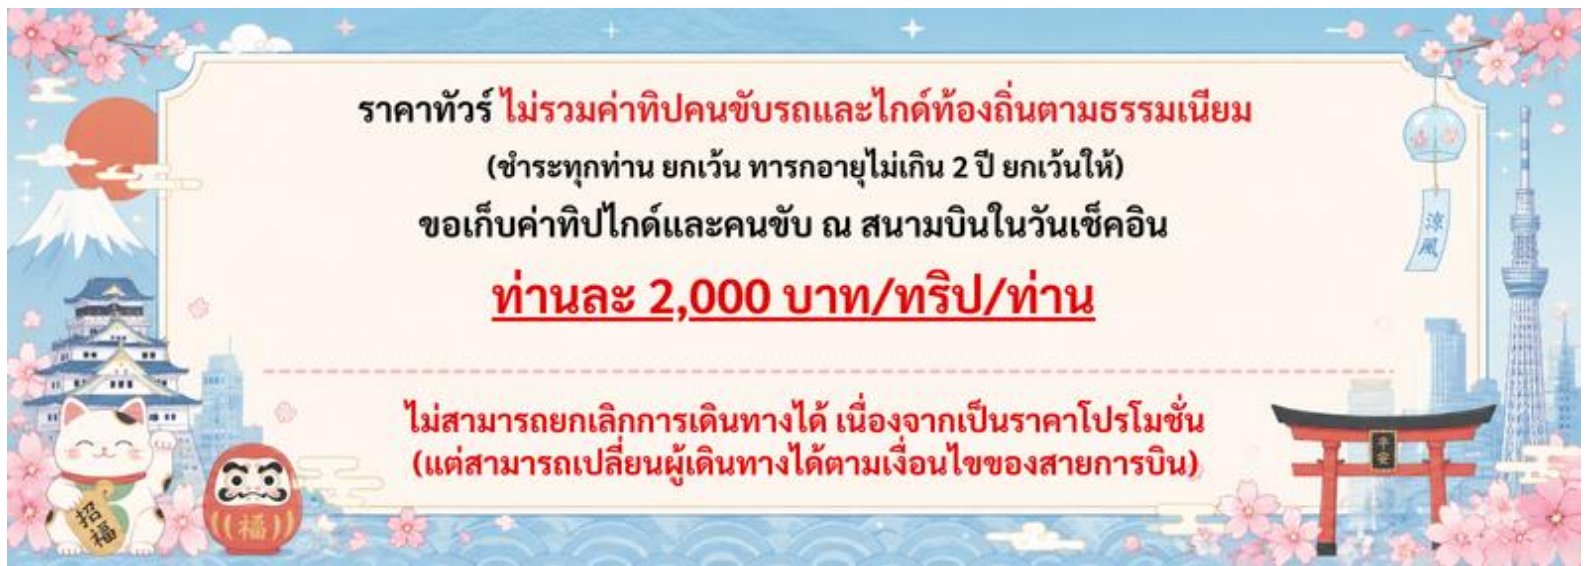 ราคาทัวร์ ไม่รวมค่าทิปคนขับรถและไกด์ท้องถิ่นตามธรรมเนียม
(ชำระทุกท่าน ยกเว้น ทารกอายุไม่เกิน 2 ปี ยกเว้นให้)
ขอเก็บค่าทิปไกด์และคนขับ ณ สนามบินในวันเช็คอิน
ท่านละ 2,000 บาท/ทริป/ท่าน
ไม่สามารถยกเลิกการเดินทางได้ เนื่องจากเป็นราคาโปรโมชั่น
(แต่สามารถเปลี่ยนผู้เดินทางได้ตามเงื่อนไขของสายการบิน)
涼風
平安
招福
福